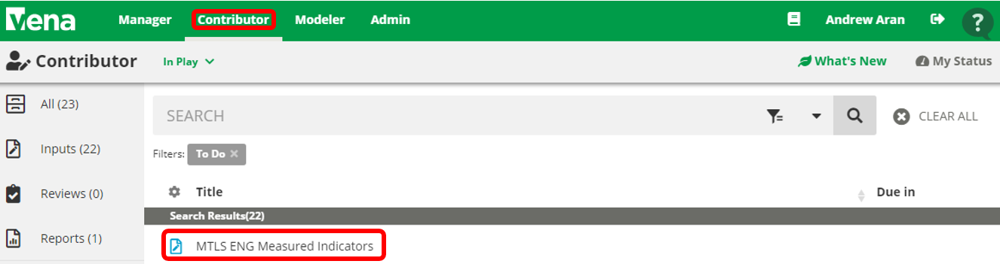 vena Manager Contributor Modeler Admin Andrew Aran ?
Contributor In Play What's New My Status
All (23)
SEARCH CLEAR ALL
Inputs (22)
Filters: To Do
Reviews (0)
Title Due in
Search Results(22)
Reports (1)
MTLS ENG Measured Indicators